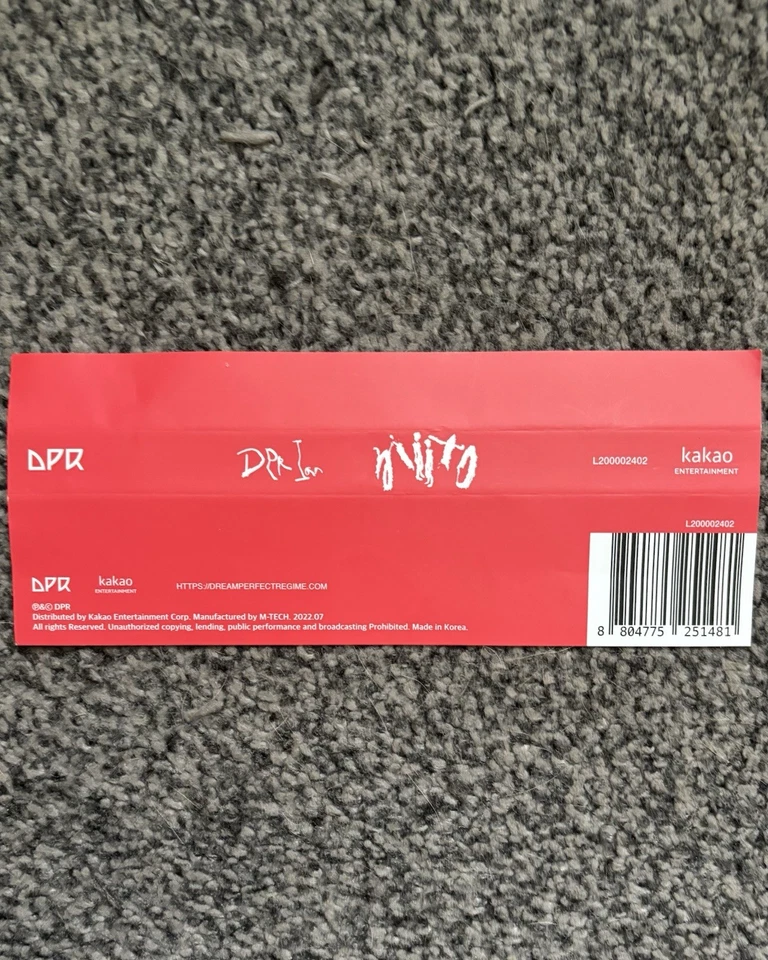 DPR
DPR Ian
MIITO
L200002402
kakao
ENTERTAINMENT
L200002402
DPR
kakao
ENTERTAINMENT
HTTPS://DREAMPERFECTREGIME.COM
℗&© DPR
Distributed by Kakao Entertainment Corp. Manufactured by M-TECH. 2022.07
All rights Reserved. Unauthorized copying, lending, public performance and broadcasting Prohibited. Made in Korea.
8 804775 251481